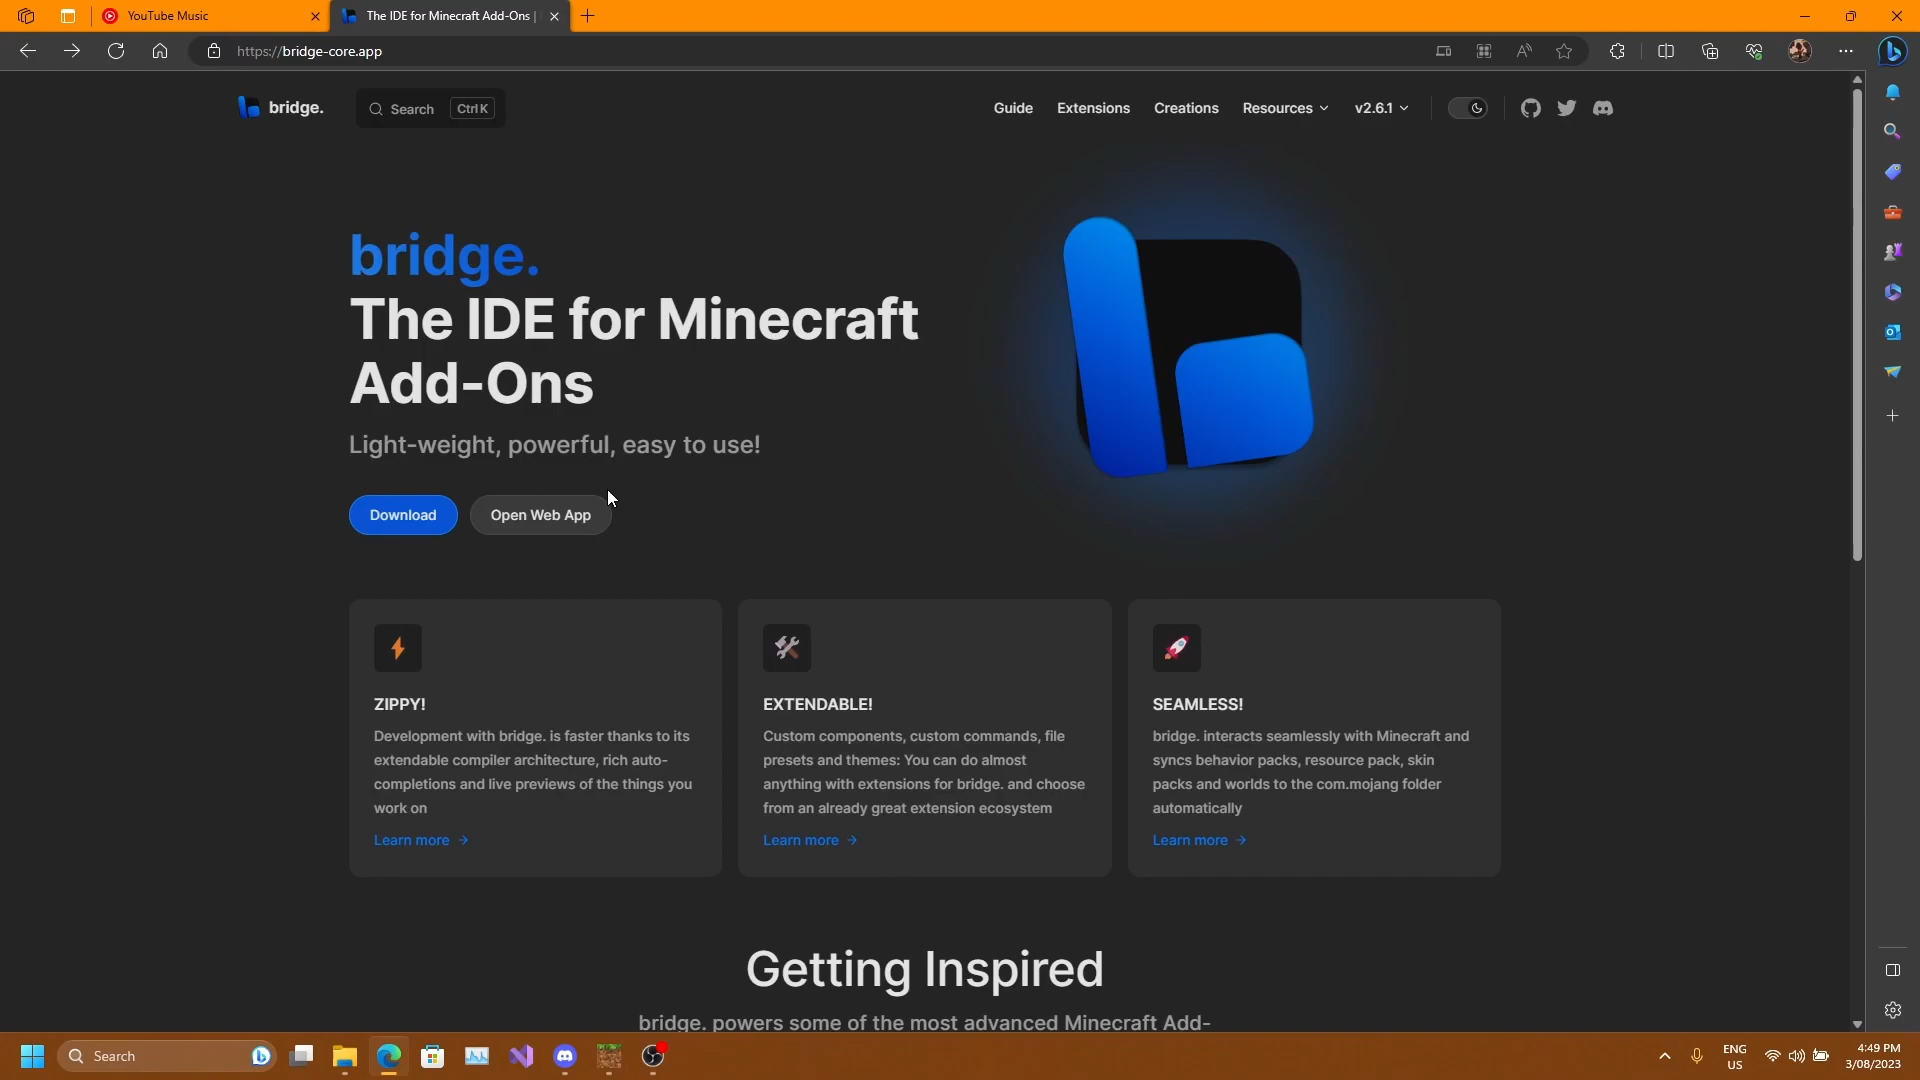 YouTube Music
The IDE for Minecraft Add-Ons |
https://bridge-core.app
bridge.
Search
Ctrl K
Guide
Extensions
Creations
Resources
v2.6.1
bridge.
The IDE for Minecraft
Add-Ons
Light-weight, powerful, easy to use!
Download
Open Web App
ZIPPY!
Development with bridge. is faster thanks to its
extendable compiler architecture, rich auto-
completions and live previews of the things you
work on
Learn more →
EXTENDABLE!
Custom components, custom commands, file
presets and themes: You can do almost
anything with extensions for bridge. and choose
from an already great extension ecosystem
Learn more →
SEAMLESS!
bridge. interacts seamlessly with Minecraft and
syncs behavior packs, resource pack, skin
packs and worlds to the com.mojang folder
automatically
Learn more →
Getting Inspired
bridge. powers some of the most advanced Minecraft Add-
Search
ENG
US
4:49 PM
3/08/2023